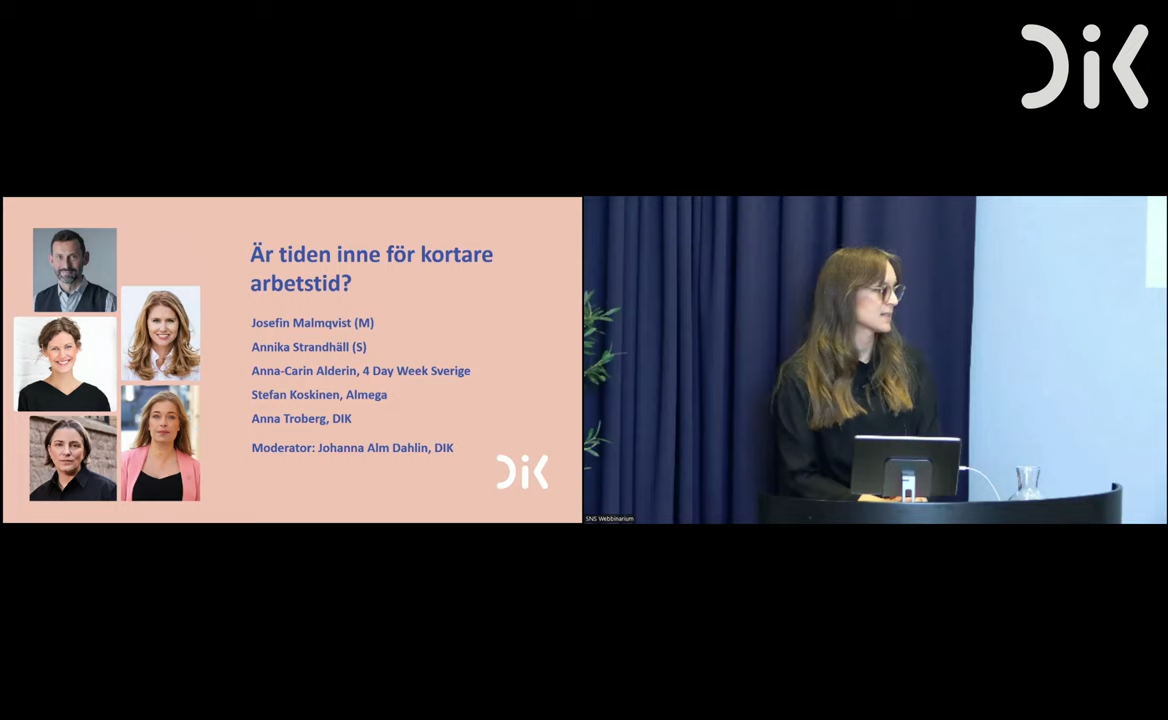 DiK
Är tiden inne för kortare
arbetstid?
Josefin Malmqvist (M)
Annika Strandhäll (S)
Anna-Carin Alderin, 4 Day Week Sverige
Stefan Koskinen, Almega
Anna Troberg, DIK
Moderator: Johanna Alm Dahlin, DIK
DiK
SNS Webbinarium